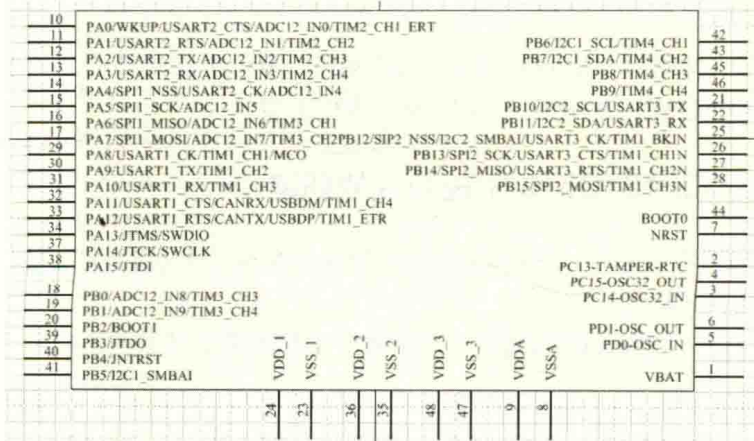 10 PA0/WKUP/USART2_CTS/ADC12_IN0/TIM2_CH1_ERT
11 PA1/USART2_RTS/ADC12_IN1/TIM2_CH2
12 PA2/USART2_TX/ADC12_IN2/TIM2_CH3
13 PA3/USART2_RX/ADC12_IN3/TIM2_CH4
14 PA4/SPI1_NSS/USART2_CK/ADC12_IN4
15 PA5/SPI1_SCK/ADC12_IN5
16 PA6/SPI1_MISO/ADC12_IN6/TIM3_CH1
17 PA7/SPI1_MOSI/ADC12_IN7/TIM3_CH2
29 PA8/USART1_CK/TIM1_CH1/MCO
30 PA9/USART1_TX/TIM1_CH2
31 PA10/USART1_RX/TIM1_CH3
32 PA11/USART1_CTS/CANRX/USBDM/TIM1_CH4
33 PA12/USART1_RTS/CANTX/USBDP/TIM1_ETR
34 PA13/JTMS/SWDIO
37 PA14/JTCK/SWCLK
38 PA15/JTDI
18 PB0/ADC12_IN8/TIM3_CH3
19 PB1/ADC12_IN9/TIM3_CH4
20 PB2/BOOT1
39 PB3/JTDO
40 PB4/JNTRST
41 PB5/I2C1_SMBAI
PB6/I2C1_SCL/TIM4_CH1 42
PB7/I2C1_SDA/TIM4_CH2 43
PB8/TIM4_CH3 45
PB9/TIM4_CH4 46
PB10/I2C2_SCL/USART3_TX 21
PB11/I2C2_SDA/USART3_RX 22
PB12/SIP2_NSS/I2C2_SMBAI/USART3_CK/TIM1_BKIN 25
PB13/SPI2_SCK/USART3_CTS/TIM1_CH1N 26
PB14/SPI2_MISO/USART3_RTS/TIM1_CH2N 27
PB15/SPI2_MOSI/TIM1_CH3N 28
BOOT0 44
NRST 7
PC13-TAMPER-RTC 2
PC15-OSC32_OUT 4
PC14-OSC32_IN 3
PD1-OSC_OUT 6
PD0-OSC_IN 5
VBAT 1
VDD_1 24
VSS_1 23
VDD_2 36
VSS_2 35
VDD_3 48
VSS_3 47
VDDA 9
VSSA 8